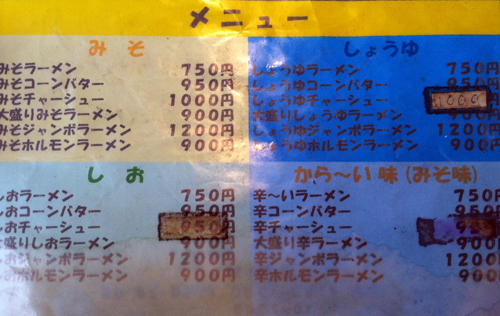 メニュー
みそ
みそラーメン 750円
みそコーンバター 950円
みそチャーシュー 1000円
大盛りみそラーメン 900円
みそジャンボラーメン 1200円
みそホルモンラーメン 900円
しょうゆ
しょうゆラーメン 750円
しょうゆコーンバター 950円
しょうゆチャーシュー 1000
大盛りしょうゆラーメン 900
しょうゆジャンボラーメン 1200
しょうゆホルモンラーメン 900円
しお
しおラーメン 750円
しおコーンバター 950円
しおチャーシュー 円
大盛りしおラーメン 900円
しおジャンボラーメン 1200円
しおホルモンラーメン 900円
から〜い味(みそ味)
辛〜いラーメン 750円
辛コーンバター 950
辛チャーシュー
大盛り辛ラーメン 900
辛ジャンボラーメン 1200円
辛ホルモンラーメン 900円